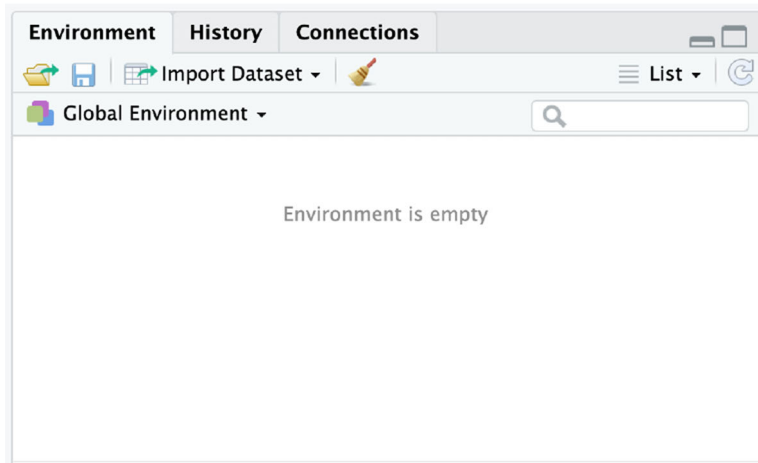 Environment History Connections
Import Dataset List
Global Environment
Environment is empty